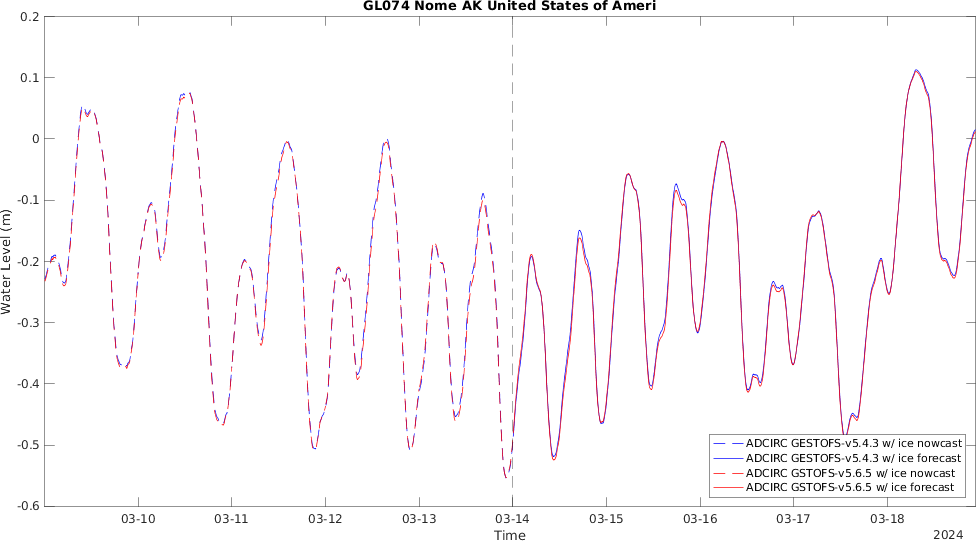 GL074 Nome AK United States of Ameri
0.2
0.1
0
-0.1
-0.2
-0.3
-0.4
-0.5
-0.6
Water Level (m)
ADCIRC GESTOFS-v5.4.3 w/ ice nowcast
ADCIRC GESTOFS-v5.4.3 w/ ice forecast
ADCIRC GSTOFS-v5.6.5 w/ ice nowcast
ADCIRC GSTOFS-v5.6.5 w/ ice forecast
03-10 03-11 03-12 03-13 03-14 03-15 03-16 03-17 03-18
Time
2024